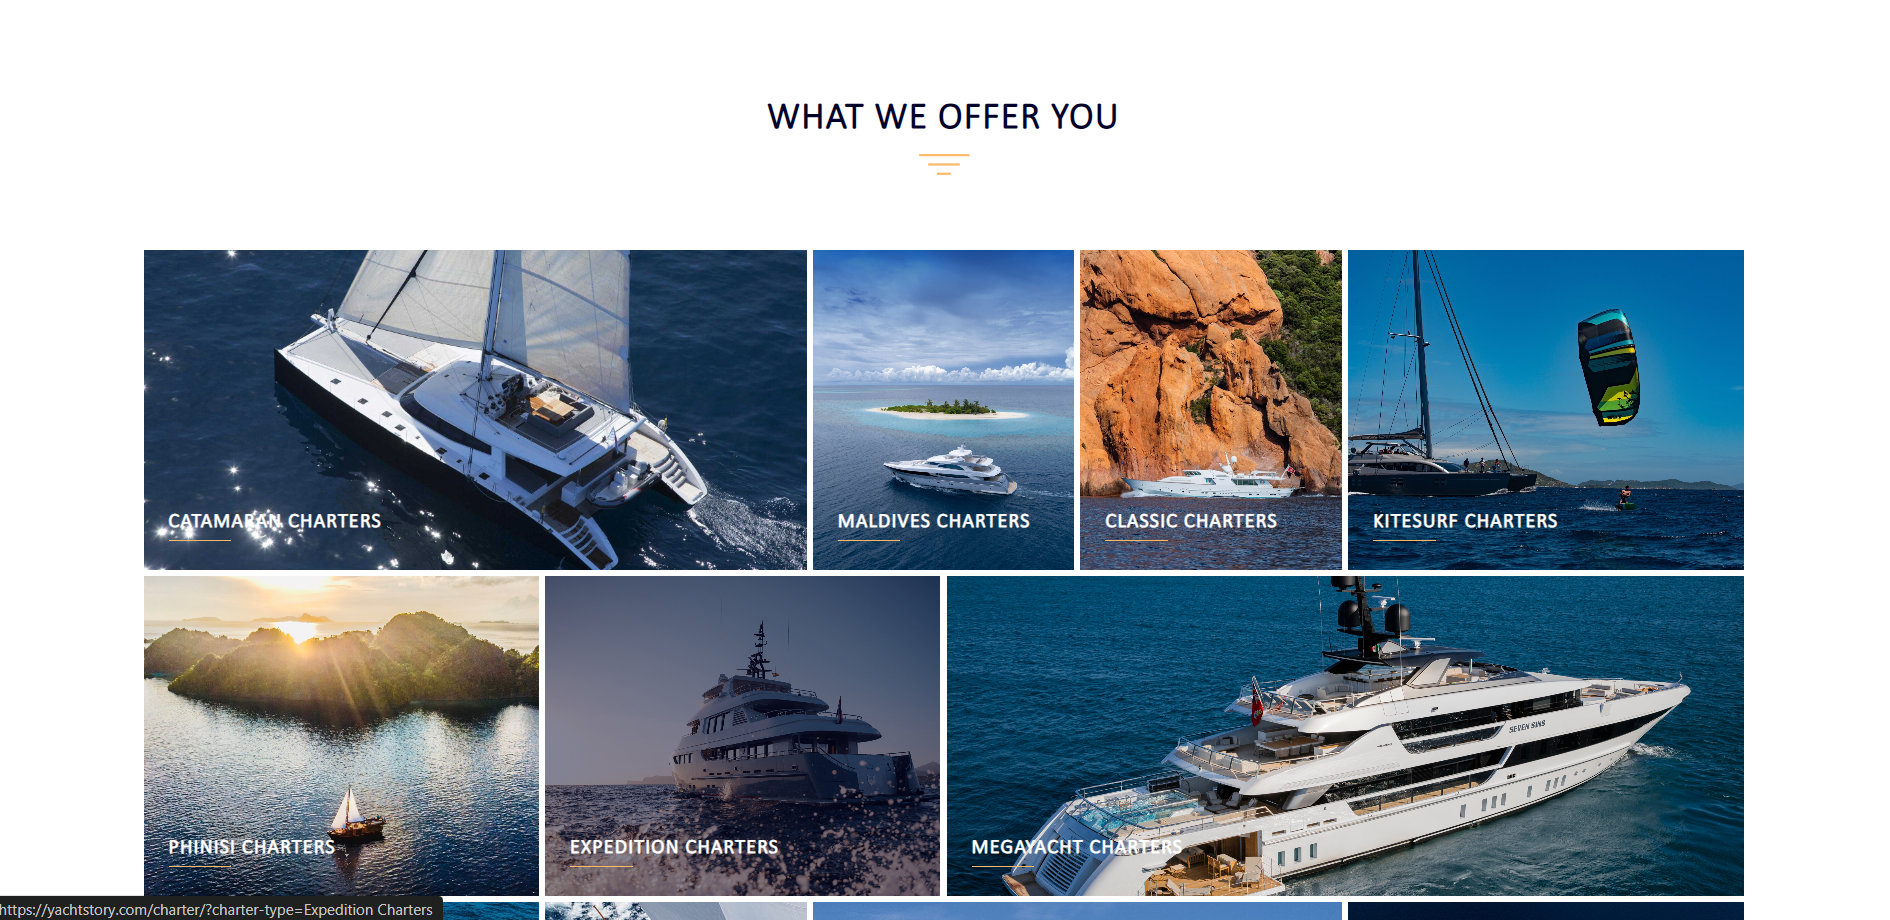 WHAT WE OFFER YOU
CATAMARAN CHARTERS
MALDIVES CHARTERS
CLASSIC CHARTERS
KITESURF CHARTERS
SEVEN SINS
PHINISI CHARTERS
EXPEDITION CHARTERS
MEGAYACHT CHARTERS
https://yachtstory.com/charter/?charter-type=Expedition Charters